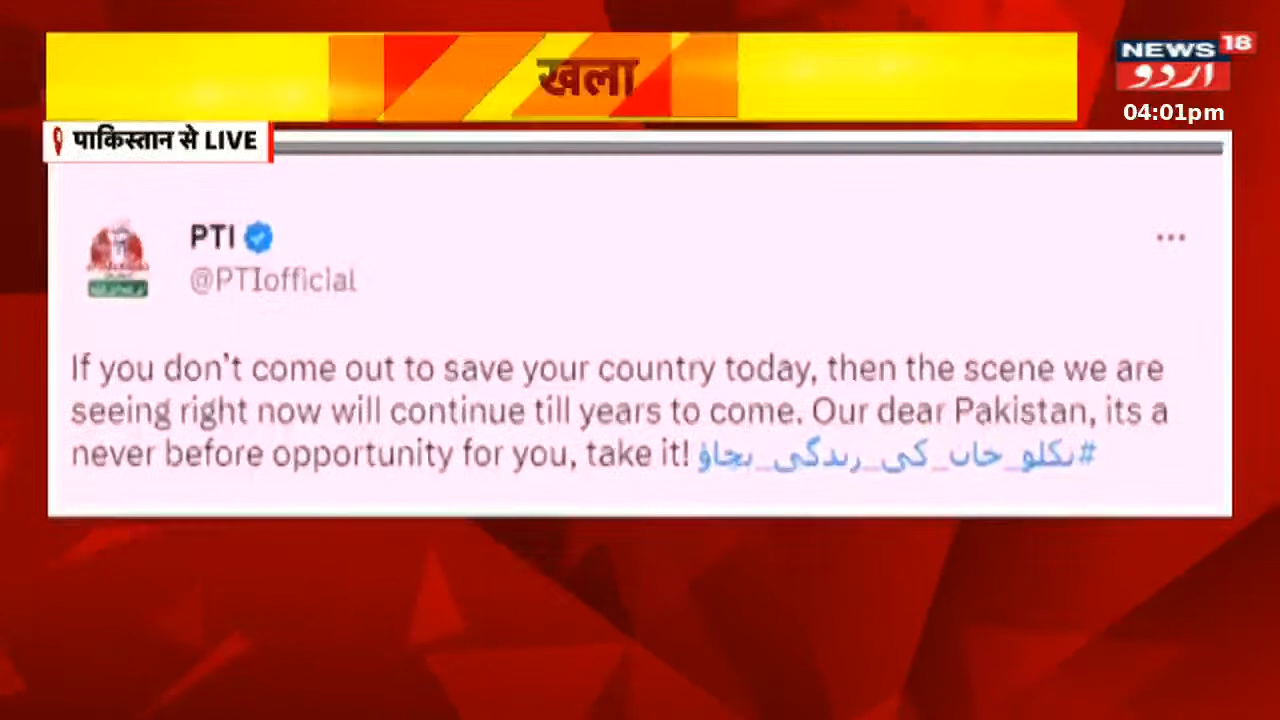 खला
NEWS 18
اردو
04:01pm
पाकिस्तान से LIVE
PTI
@PTIofficial
If you don't come out to save your country today, then the scene we are
seeing right now will continue till years to come. Our dear Pakistan, its a
never before opportunity for you, take it! #نکلو_خان_کی_زندگی_بچاؤ